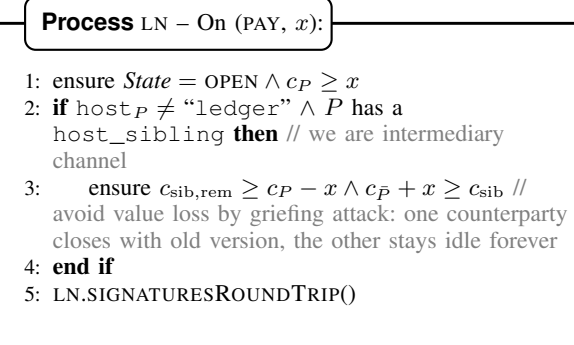 Process LN – On (PAY, x):
1: ensure State = OPEN ∧ c_P ≥ x
2: if host_P ≠ “ledger” ∧ P has a
host_sibling then // we are intermediary
channel
3: ensure c_sib,rem ≥ c_P − x ∧ c_P̄ + x ≥ c_sib //
avoid value loss by griefing attack: one counterparty
closes with old version, the other stays idle forever
4: end if
5: LN.SIGNATURESROUNDTRIP()